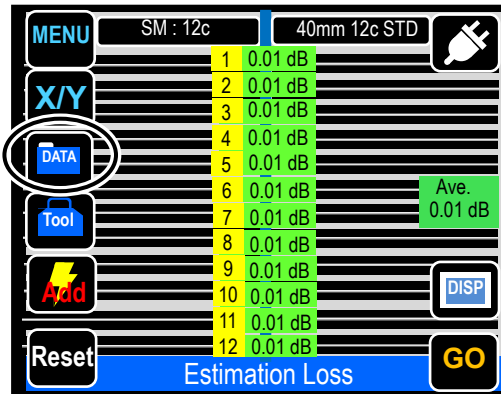 MENU
SM : 12c
40mm 12c STD
X/Y
DATA
Tool
Add
Reset
1 0.01 dB
2 0.01 dB
3 0.01 dB
4 0.01 dB
5 0.01 dB
6 0.01 dB
7 0.01 dB
8 0.01 dB
9 0.01 dB
10 0.01 dB
11 0.01 dB
12 0.01 dB
Ave.
0.01 dB
DISP
GO
Estimation Loss